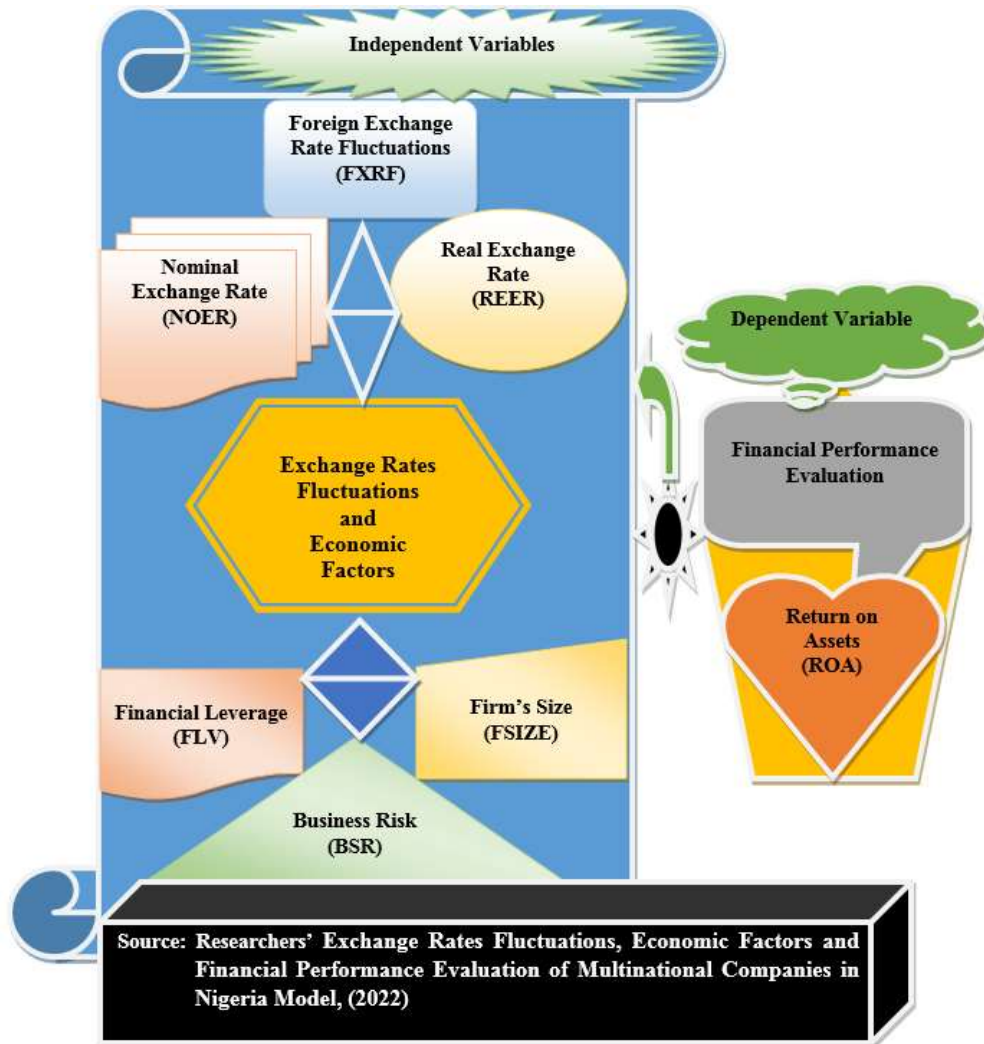 Independent Variables
Foreign Exchange
Rate Fluctuations
(FXRF)
Nominal
Exchange Rate
(NOER)
Real Exchange
Rate
(REER)
Dependent Variable
Exchange Rates
Fluctuations
and
Economic
Factors
Financial Performance
Evaluation
Return on
Assets
(ROA)
Financial Leverage
(FLV)
Firm’s Size
(FSIZE)
Business Risk
(BSR)
Source: Researchers’ Exchange Rates Fluctuations, Economic Factors and
Financial Performance Evaluation of Multinational Companies in
Nigeria Model, (2022)